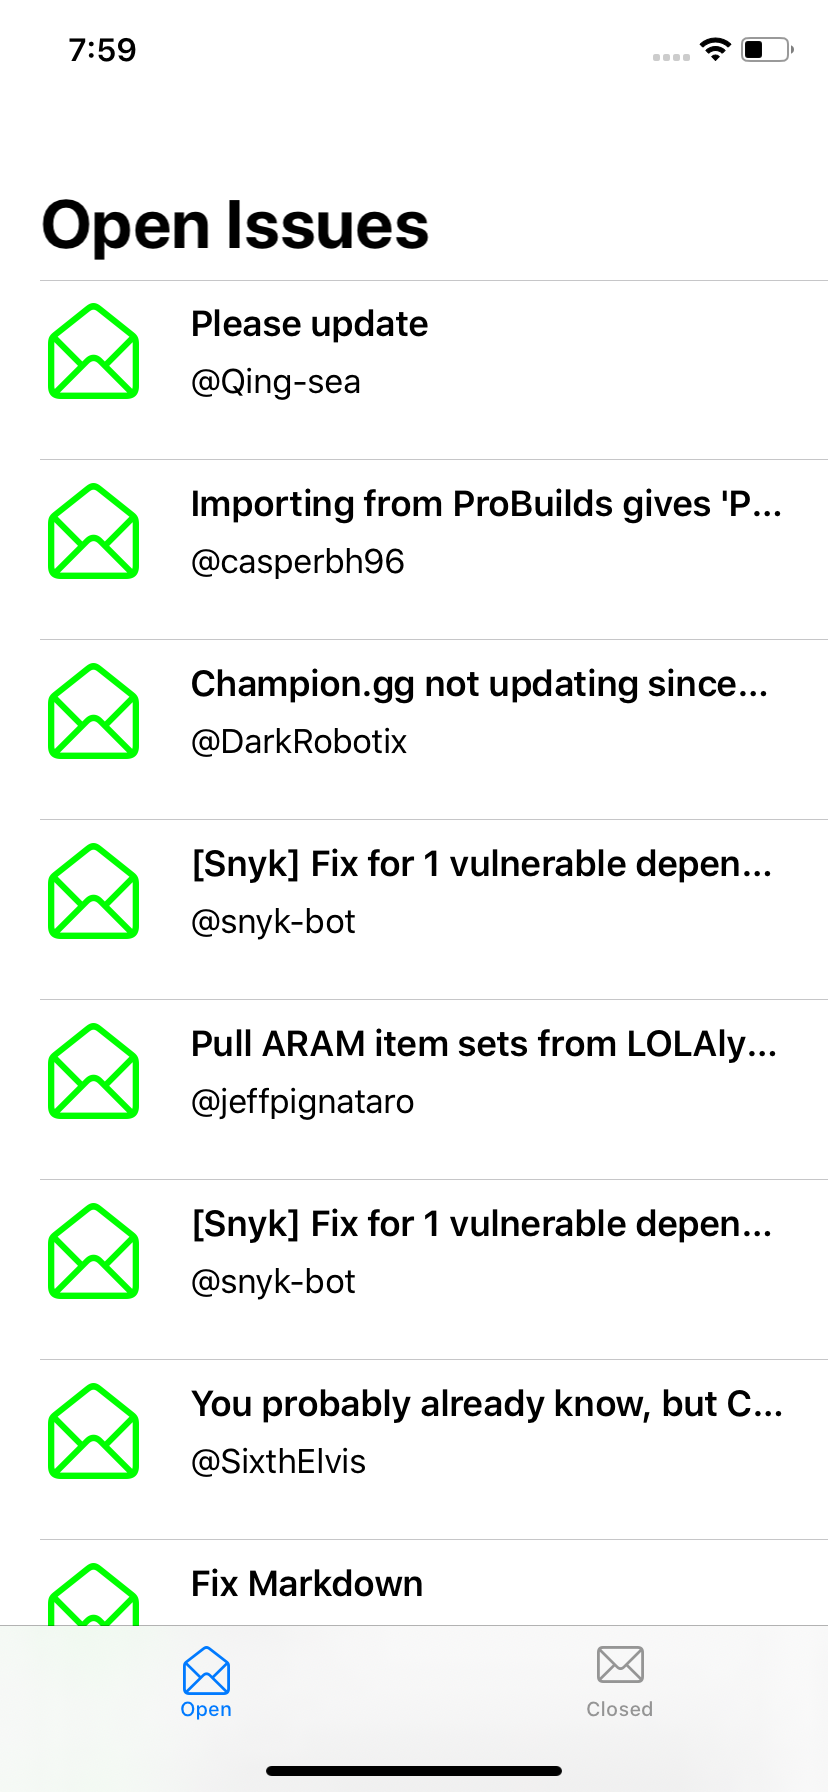 7:59
Open Issues
Please update
@Qing-sea
Importing from ProBuilds gives 'P...
@casperbh96
Champion.gg not updating since...
@DarkRobotix
[Snyk] Fix for 1 vulnerable depen...
@snyk-bot
Pull ARAM item sets from LOLAly...
@jeffpignataro
[Snyk] Fix for 1 vulnerable depen...
@snyk-bot
You probably already know, but C...
@SixthElvis
Fix Markdown
Open
Closed